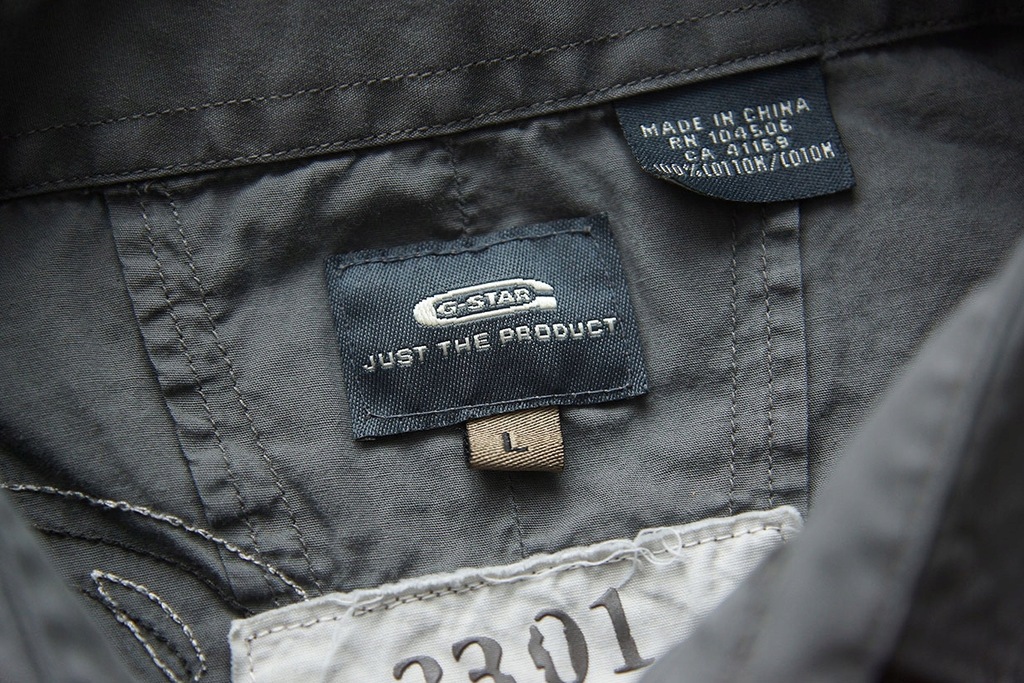 MADE IN CHINA
RN 104506
CA 41169
100% COTTON/COTON
G-STAR
JUST THE PRODUCT
L
3301